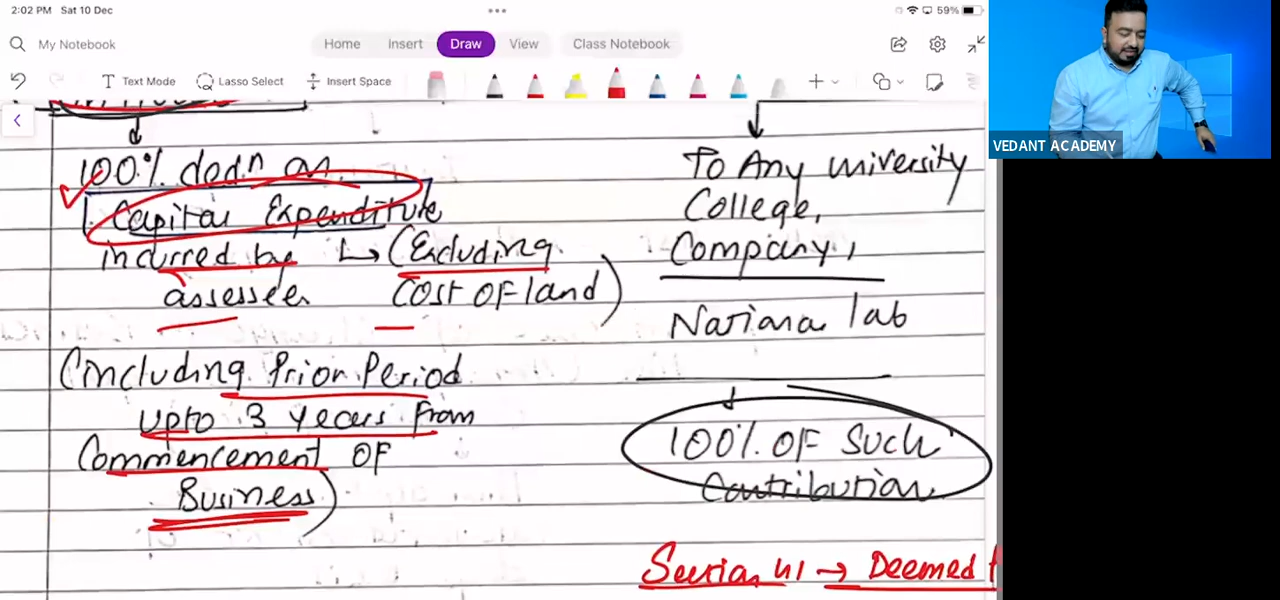 2:02 PM Sat 10 Dec
59%
My Notebook
Home Insert Draw View Class Notebook
Text Mode Lasso Select Insert Space
VEDANT ACADEMY
100% dedn on
Capital Expenditure
incurred by
assessee
(Excluding
Cost OF land)
(including Prior Period
upto 3 years from
Commencement OF
Business)
To Any university
College,
Company,
National lab
100% OF Such
Contribution
Section 41 → Deemed